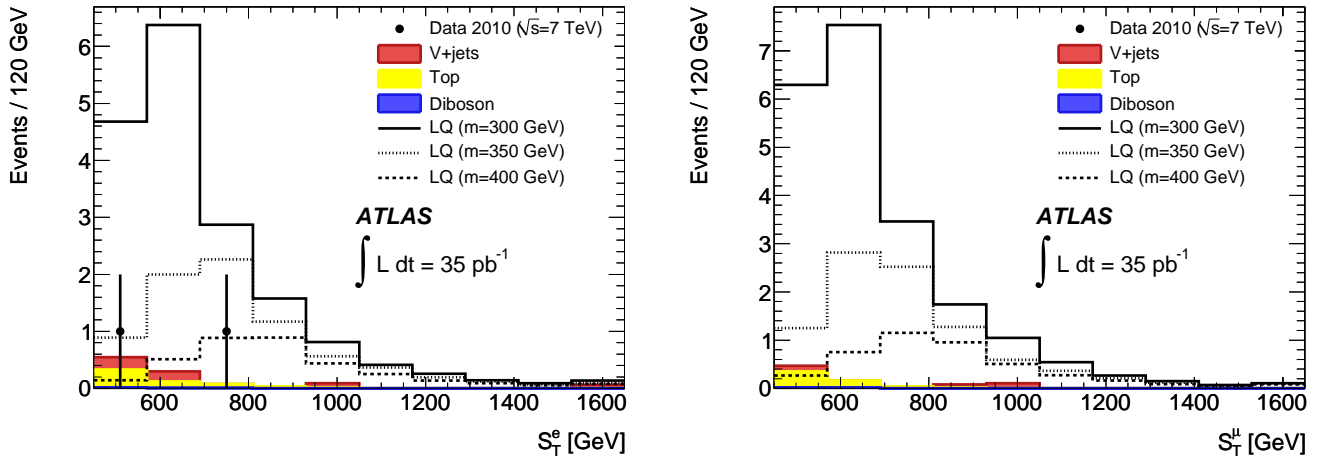 Events / 120 GeV
6
5
4
3
2
1
0
Data 2010 (√s=7 TeV)
V+jets
Top
Diboson
LQ (m=300 GeV)
LQ (m=350 GeV)
LQ (m=400 GeV)
ATLAS
∫ L dt = 35 pb⁻¹
600 800 1000 1200 1400 1600
S_T^e [GeV]
Events / 120 GeV
7
6
5
4
3
2
1
0
Data 2010 (√s=7 TeV)
V+jets
Top
Diboson
LQ (m=300 GeV)
LQ (m=350 GeV)
LQ (m=400 GeV)
ATLAS
∫ L dt = 35 pb⁻¹
600 800 1000 1200 1400 1600
S_T^μ [GeV]